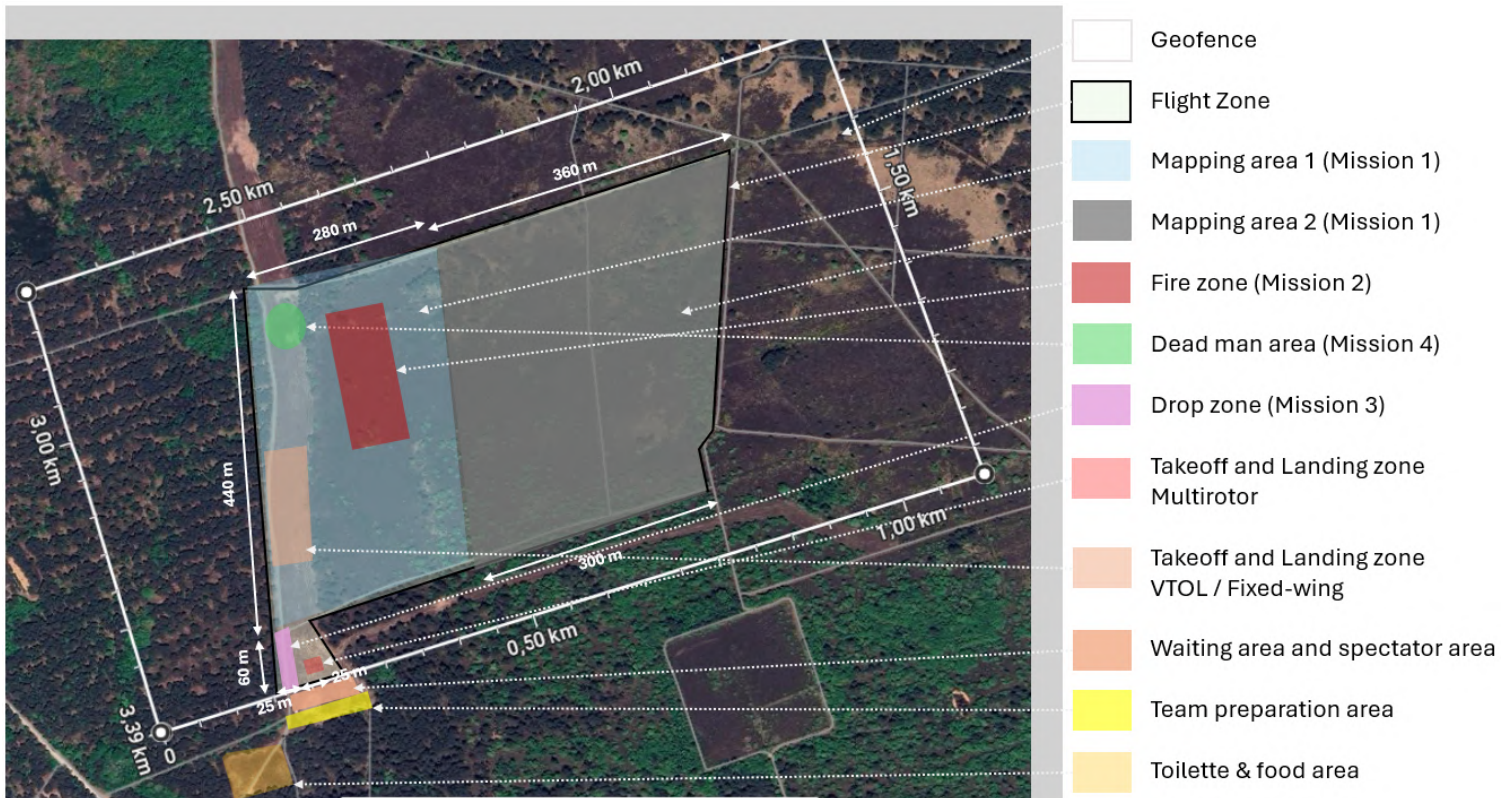 2,00 km
2,50 km
360 m
280 m
1,50 km
3,00 km
440 m
1,00 km
300 m
0,50 km
60 m
25 m
25 m
3,39 km
0
Geofence
Flight Zone
Mapping area 1 (Mission 1)
Mapping area 2 (Mission 1)
Fire zone (Mission 2)
Dead man area (Mission 4)
Drop zone (Mission 3)
Takeoff and Landing zone
Multirotor
Takeoff and Landing zone
VTOL / Fixed-wing
Waiting area and spectator area
Team preparation area
Toilette & food area